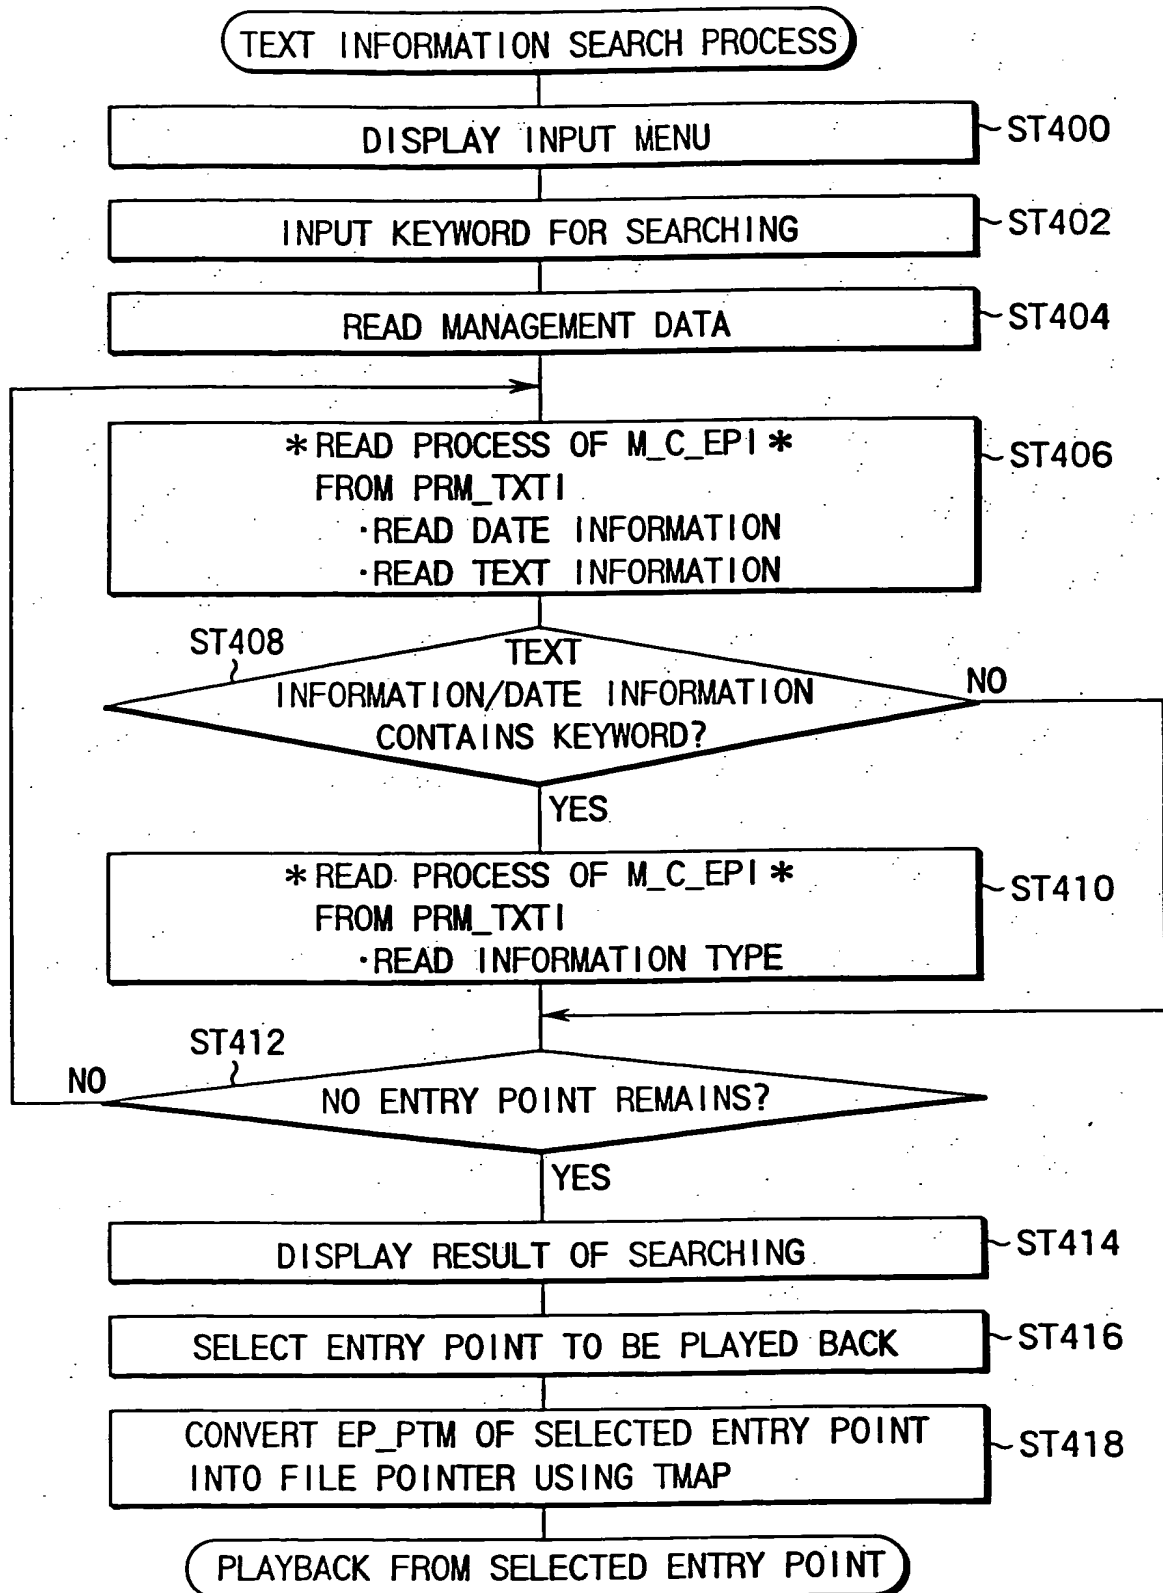 TEXT INFORMATION SEARCH PROCESS
DISPLAY INPUT MENU
ST400
INPUT KEYWORD FOR SEARCHING
ST402
READ MANAGEMENT DATA
ST404
*READ PROCESS OF M_C_EPI*
FROM PRM_TXTI
·READ DATE INFORMATION
·READ TEXT INFORMATION
ST406
ST408
TEXT
INFORMATION/DATE INFORMATION
CONTAINS KEYWORD?
NO
YES
*READ PROCESS OF M_C_EPI*
FROM PRM_TXTI
·READ INFORMATION TYPE
ST410
ST412
NO
NO ENTRY POINT REMAINS?
YES
DISPLAY RESULT OF SEARCHING
ST414
SELECT ENTRY POINT TO BE PLAYED BACK
ST416
CONVERT EP_PTM OF SELECTED ENTRY POINT
INTO FILE POINTER USING TMAP
ST418
PLAYBACK FROM SELECTED ENTRY POINT